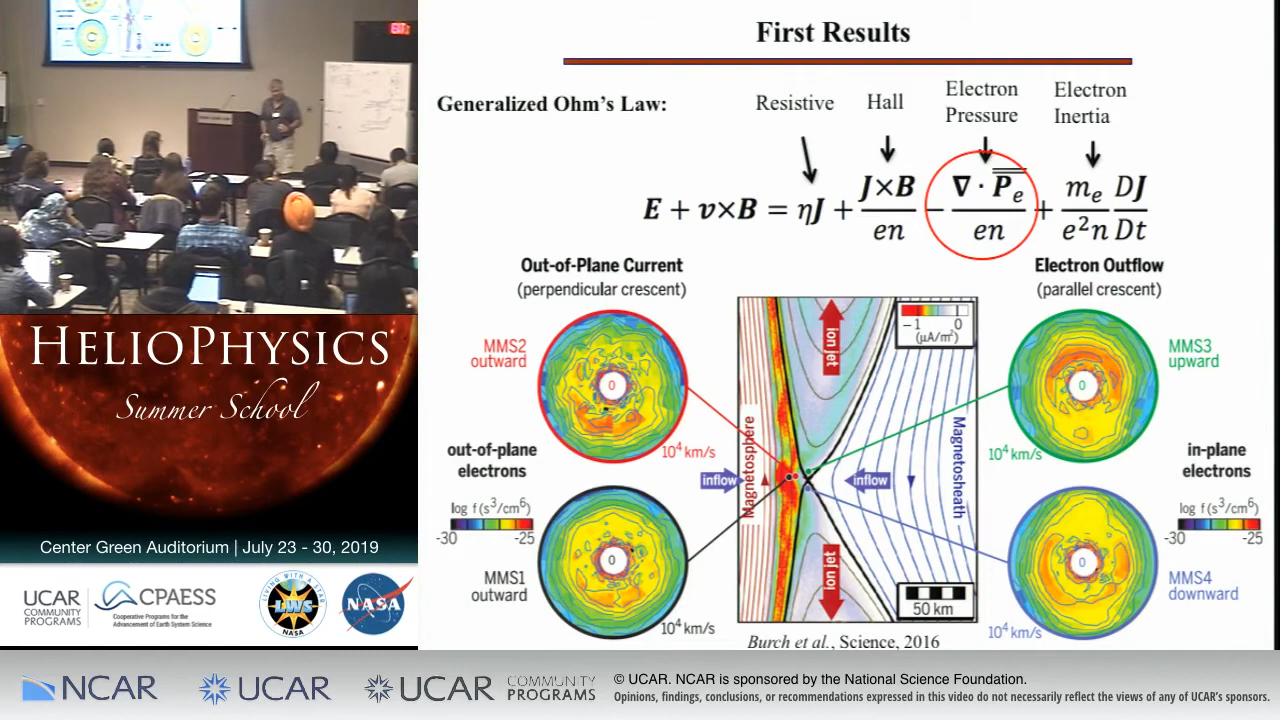 First Results
Generalized Ohm's Law:
Resistive
Hall
Electron
Pressure
Electron
Inertia
E + v×B = ηJ + J×B/en − ∇ · P̿e/en + me/e²n DJ/Dt
Out-of-Plane Current
(perpendicular crescent)
Electron Outflow
(parallel crescent)
MMS2
outward
0
10⁴ km/s
out-of-plane
electrons
log f (s³/cm⁶)
-30
-25
MMS1
outward
0
10⁴ km/s
ion jet
−1
0
(μA/m²)
Magnetosphere
Magnetosheath
inflow
inflow
ion jet
50 km
MMS3
upward
0
10⁴ km/s
in-plane
electrons
log f (s³/cm⁶)
-30
-25
MMS4
downward
0
10⁴ km/s
Burch et al., Science, 2016
HELIOPHYSICS
Summer School
Center Green Auditorium | July 23 - 30, 2019
UCAR
COMMUNITY
PROGRAMS
CPAESS
Cooperative Programs for the
Advancement of Earth System Science
LIVING WITH A STAR
LWS
NASA
NASA
NCAR
UCAR
UCAR
COMMUNITY
PROGRAMS
© UCAR. NCAR is sponsored by the National Science Foundation.
Opinions, findings, conclusions, or recommendations expressed in this video do not necessarily reflect the views of any of UCAR's sponsors.